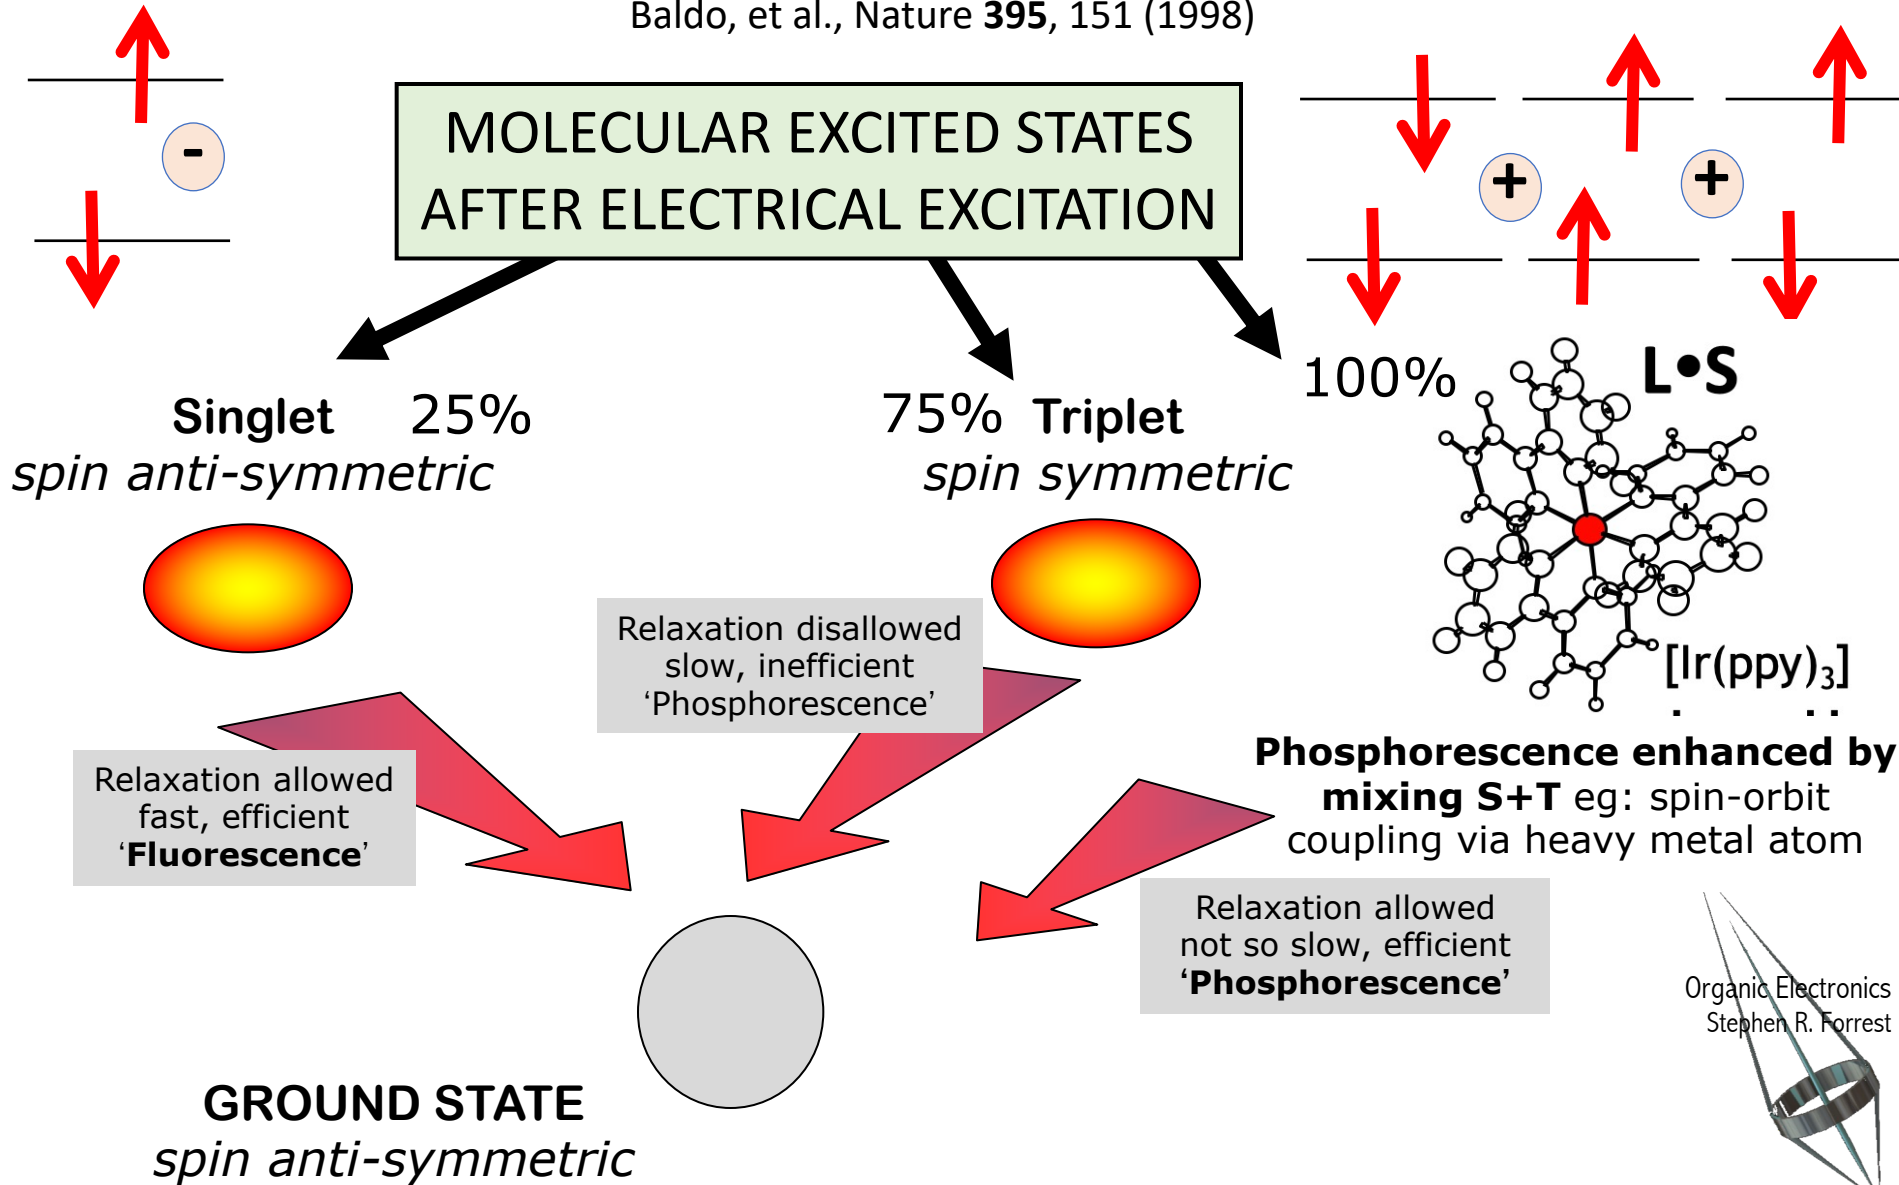 Baldo, et al., Nature 395, 151 (1998)
MOLECULAR EXCITED STATES
AFTER ELECTRICAL EXCITATION
-
+
+
Singlet 25%
spin anti-symmetric
75% Triplet
spin symmetric
100%
L•S
[Ir(ppy)₃]
Relaxation disallowed
slow, inefficient
‘Phosphorescence’
Relaxation allowed
fast, efficient
‘Fluorescence’
Phosphorescence enhanced by
mixing S+T eg: spin-orbit
coupling via heavy metal atom
Relaxation allowed
not so slow, efficient
‘Phosphorescence’
Organic Electronics
Stephen R. Forrest
GROUND STATE
spin anti-symmetric